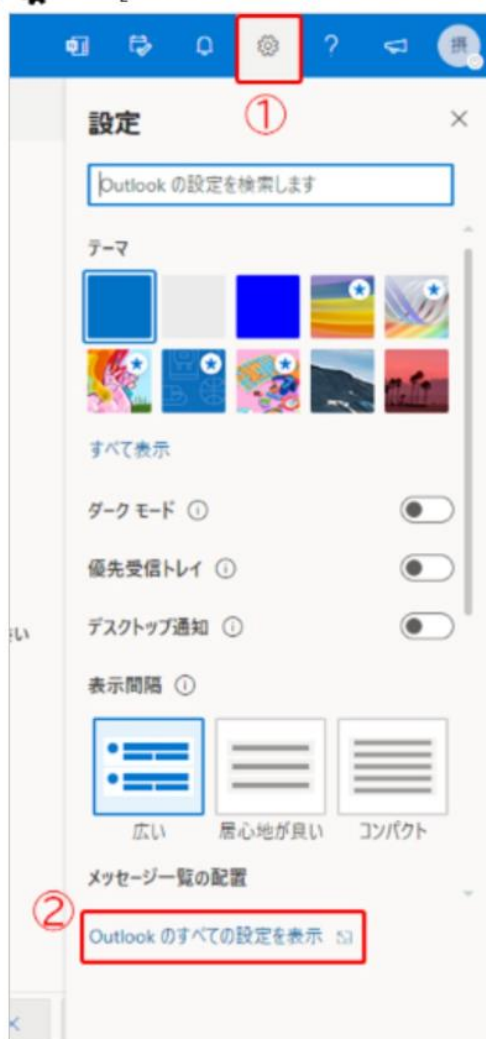 ?
摂
①
設定
Outlook の設定を検索します
テーマ
すべて表示
ダーク モード
優先受信トレイ
さい
デスクトップ通知
表示間隔
広い
居心地が良い
コンパクト
メッセージ一覧の配置
②
Outlook のすべての設定を表示